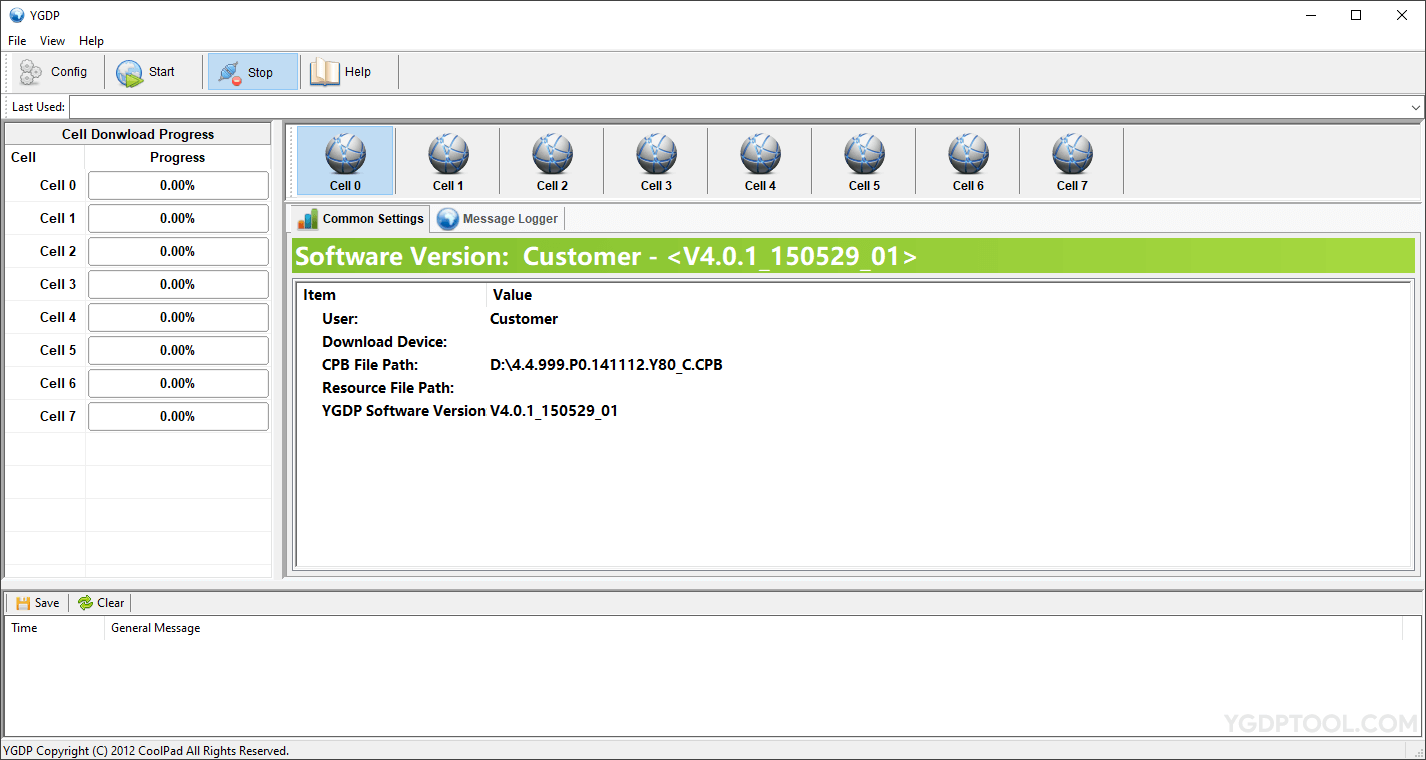 YGDP
File View Help
Config Start Stop Help
Last Used:
Cell Donwload Progress
Cell Progress
Cell 0 0.00%
Cell 1 0.00%
Cell 2 0.00%
Cell 3 0.00%
Cell 4 0.00%
Cell 5 0.00%
Cell 6 0.00%
Cell 7 0.00%
Cell 0 Cell 1 Cell 2 Cell 3 Cell 4 Cell 5 Cell 6 Cell 7
Common Settings Message Logger
Software Version: Customer - <V4.0.1_150529_01>
Item Value
User: Customer
Download Device:
CPB File Path: D:\4.4.999.P0.141112.Y80_C.CPB
Resource File Path:
YGDP Software Version V4.0.1_150529_01
Save Clear
Time General Message
YGDPTOOL.COM
YGDP Copyright (C) 2012 CoolPad All Rights Reserved.